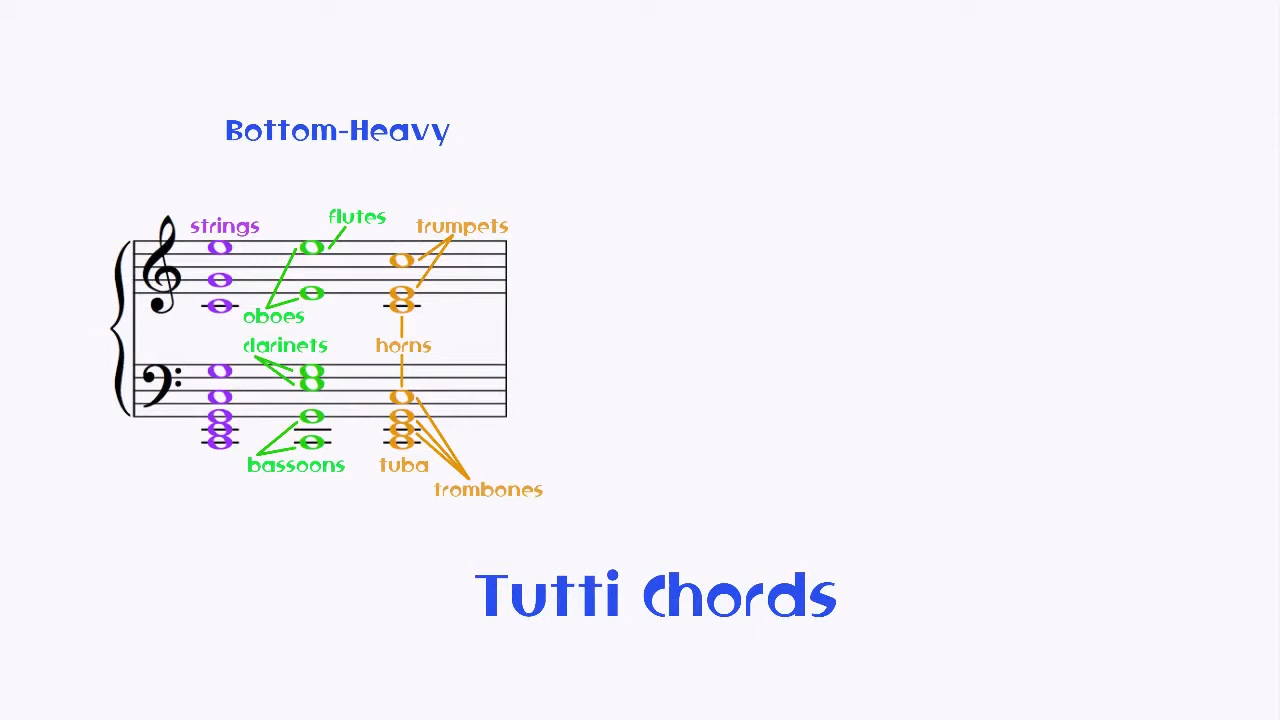 Bottom-Heavy
strings
flutes
trumpets
oboes
clarinets
horns
bassoons
tuba
trombones
Tutti Chords